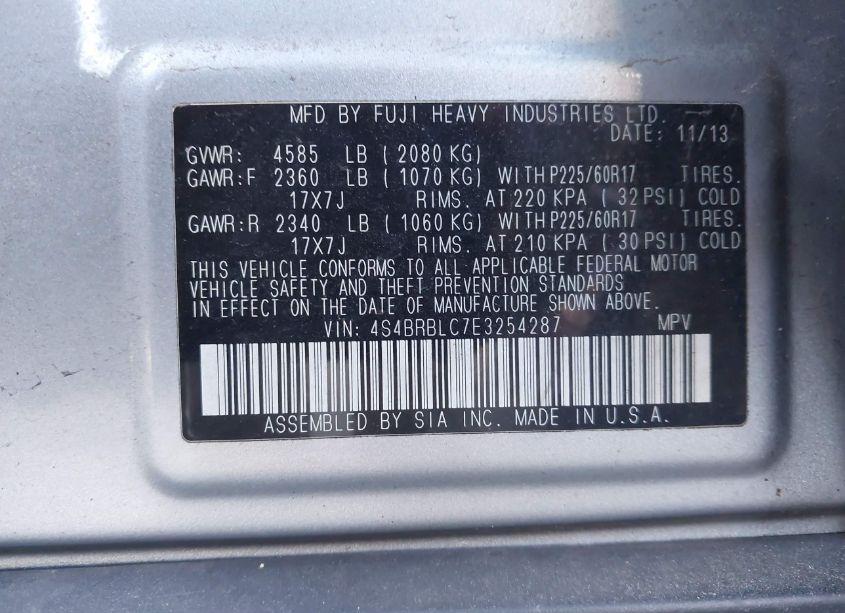 MFD BY FUJI HEAVY INDUSTRIES LTD.
DATE: 11/13
GVWR: 4585 LB ( 2080 KG)
GAWR:F 2360 LB ( 1070 KG) WITH P225/60R17 TIRES.
17X7J RIMS. AT 220 KPA ( 32 PSI) COLD
GAWR:R 2340 LB ( 1060 KG) WITH P225/60R17 TIRES.
17X7J RIMS. AT 210 KPA ( 30 PSI) COLD
THIS VEHICLE CONFORMS TO ALL APPLICABLE FEDERAL MOTOR
VEHICLE SAFETY AND THEFT PREVENTION STANDARDS
IN EFFECT ON THE DATE OF MANUFACTURE SHOWN ABOVE.
VIN: 4S4BRBLC7E3254287 MPV
ASSEMBLED BY SIA INC. MADE IN U.S.A.